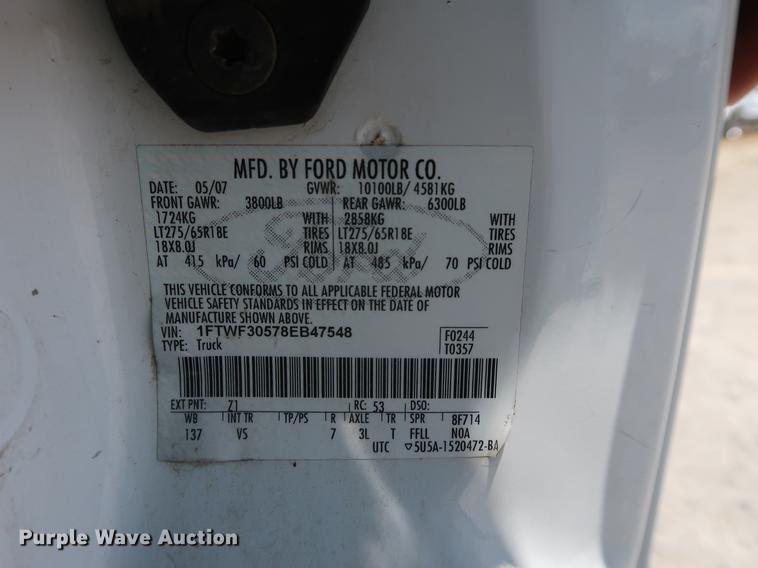 MFD. BY FORD MOTOR CO.
DATE: 05/07 GVWR: 10100LB/ 4581KG
FRONT GAWR: 3800LB REAR GAWR: 6300LB
1724KG WITH 2858KG WITH
LT275/65R18E TIRES LT275/65R18E TIRES
18X8.0J RIMS 18X8.0J RIMS
AT 415 kPa/ 60 PSI COLD AT 485 kPa/ 70 PSI COLD
THIS VEHICLE CONFORMS TO ALL APPLICABLE FEDERAL MOTOR
VEHICLE SAFETY STANDARDS IN EFFECT ON THE DATE OF
MANUFACTURE SHOWN ABOVE.
VIN: 1FTWF30578EB47548 F0244
TYPE: Truck T0357
EXT PNT: Z1 RC: 53 DSO:
WB INT TR TP/PS R AXLE TR SPR 8F714
137 VS 7 3L T FFLL NOA
UTC ▽5U5A-1520472-BA
Ford
Purple Wave Auction